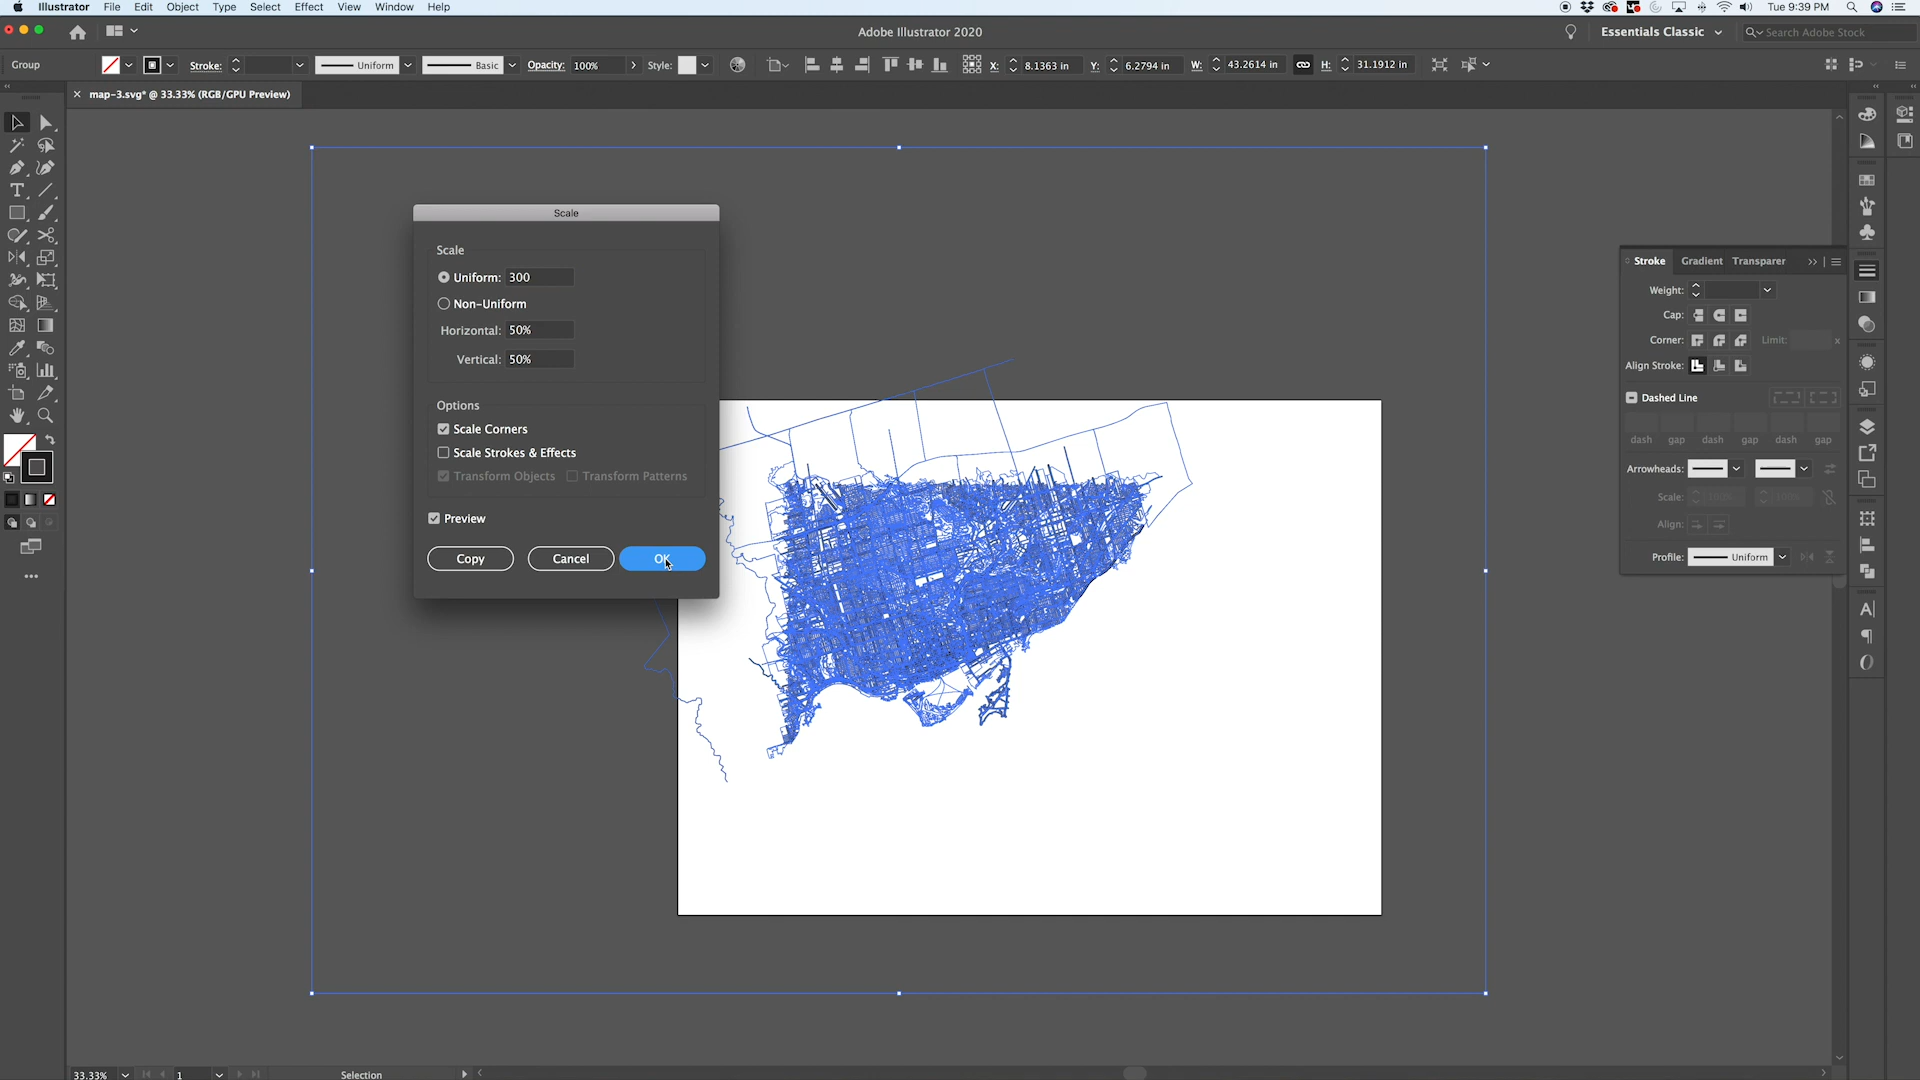 Illustrator File Edit Object Type Select Effect View Window Help
Tue 9:39 PM
Adobe Illustrator 2020
Essentials Classic
Search Adobe Stock
Group
Stroke:
Uniform
Basic
Opacity: 100%
Style:
X: 8.1363 in
Y: 6.2794 in
W: 43.2614 in
H: 31.1912 in
map-3.svg* @ 33.33% (RGB/GPU Preview)
Scale
Scale
Uniform: 300
Non-Uniform
Horizontal: 50%
Vertical: 50%
Options
Scale Corners
Scale Strokes & Effects
Transform Objects Transform Patterns
Preview
Copy Cancel OK
Stroke Gradient Transparer
Weight:
Cap:
Corner: Limit: x
Align Stroke:
Dashed Line
dash gap dash gap dash gap
Arrowheads:
Scale: 100% 100%
Align:
Profile: Uniform
33.33% 1 Selection